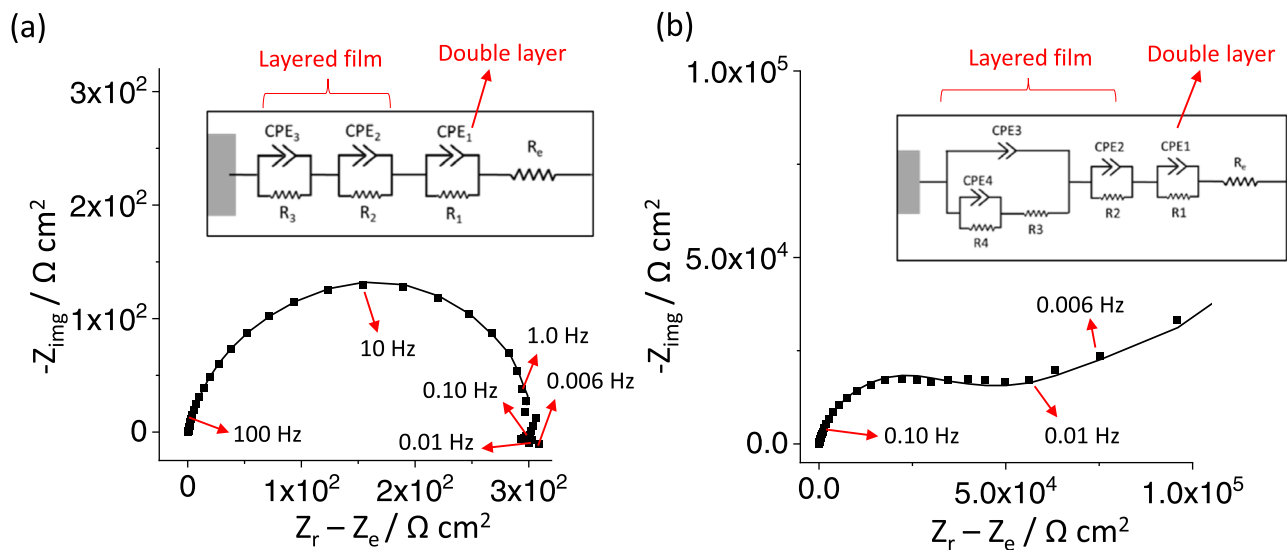 (a)
Layered film
Double layer
CPE₃
CPE₂
CPE₁
Rₑ
R₃
R₂
R₁
3x10²
2x10²
1x10²
0
-Z_img / Ω cm²
10 Hz
1.0 Hz
0.10 Hz
0.006 Hz
100 Hz
0.01 Hz
0
1x10²
2x10²
3x10²
Z_r – Z_e / Ω cm²
(b)
Layered film
Double layer
CPE3
CPE2
CPE1
Rₑ
CPE4
R2
R1
R3
R4
1.0x10⁵
5.0x10⁴
0.0
-Z_img / Ω cm²
0.006 Hz
0.10 Hz
0.01 Hz
0.0
5.0x10⁴
1.0x10⁵
Z_r – Z_e / Ω cm²